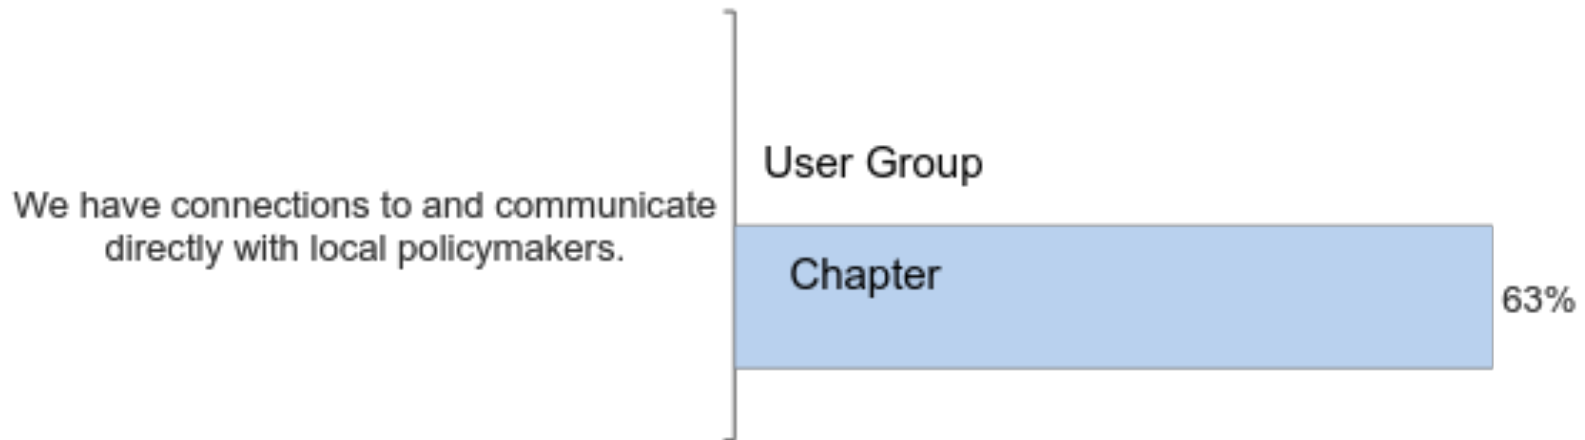 We have connections to and communicate
directly with local policymakers.
User Group
Chapter
63%